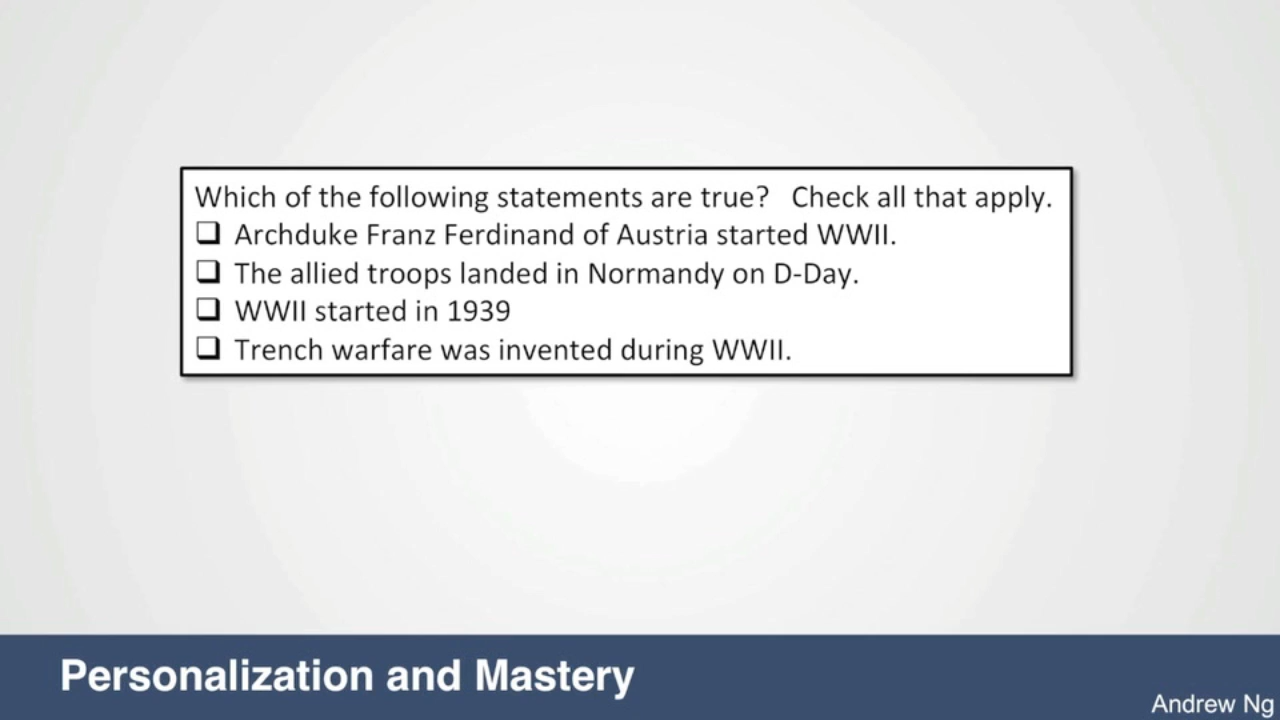 Which of the following statements are true? Check all that apply.
❑ Archduke Franz Ferdinand of Austria started WWII.
❑ The allied troops landed in Normandy on D-Day.
❑ WWII started in 1939
❑ Trench warfare was invented during WWII.
Personalization and Mastery
Andrew Ng